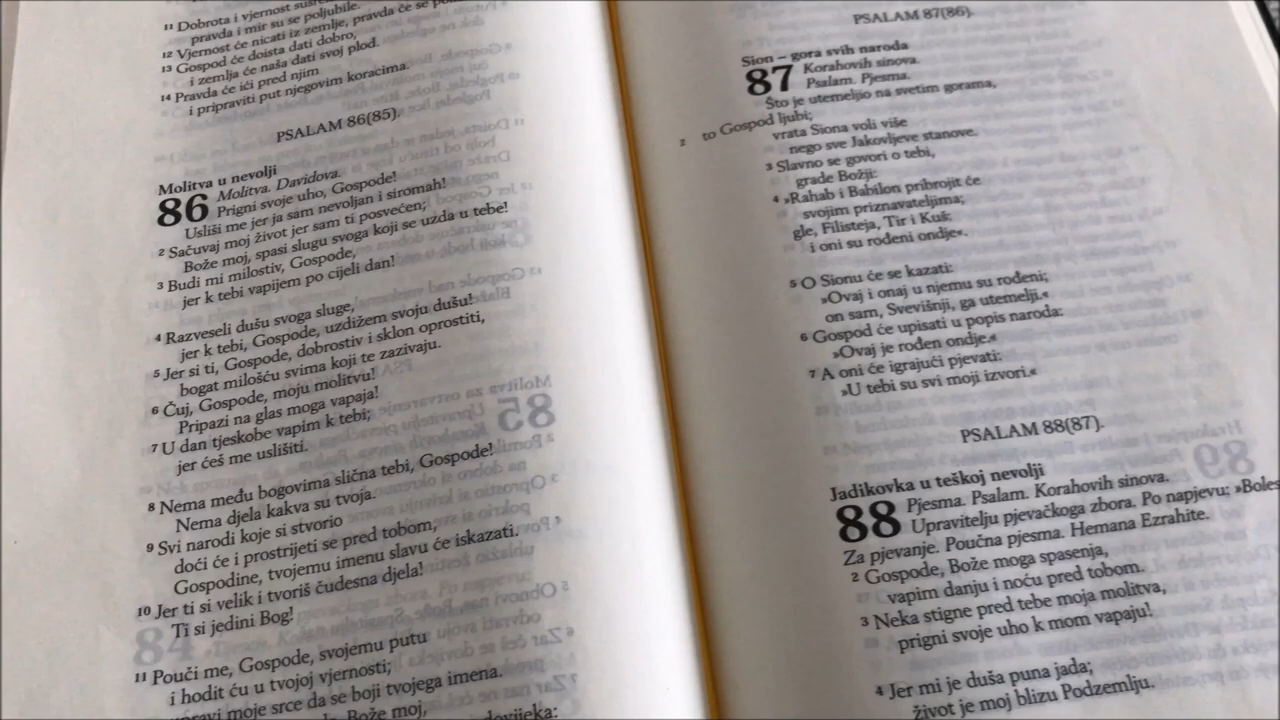 11 Dobrota i vjernost
pravda i mir su se poljubile.
12 Vjernost će nicati iz zemlje, pravda će se
13 Gospod će doista dati dobro,
i zemlja će naša dati svoj plod.
14 Pravda će ići pred njim
i pripraviti put njegovim koracima.
PSALAM 86(85).
Molitva u nevolji
86 Molitva. Davidova.
Prigni svoje uho, Gospode!
Usliši me jer ja sam nevoljan i siromah!
2 Sačuvaj moj život jer sam ti posvećen;
Bože moj, spasi slugu svoga koji se uzda u tebe!
3 Budi mi milostiv, Gospode,
jer k tebi vapijem po cijeli dan!
4 Razveseli dušu svoga sluge,
jer k tebi, Gospode, uzdižem svoju dušu!
5 Jer si ti, Gospode, dobrostiv i sklon oprostiti,
bogat milošću svima koji te zazivaju.
6 Čuj, Gospode, moju molitvu!
Pripazi na glas moga vapaja!
7 U dan tjeskobe vapim k tebi;
jer ćeš me uslišiti.
8 Nema među bogovima slična tebi, Gospode!
Nema djela kakva su tvoja.
9 Svi narodi koje si stvorio
doći će i prostrijeti se pred tobom,
Gospodine, tvojemu imenu slavu će iskazati.
10 Jer ti si velik i tvoriš čudesna djela!
Ti si jedini Bog!
11 Pouči me, Gospode, svojemu putu
i hodit ću u tvojoj vjernosti;
upravi moje srce da se boji tvojega imena.
Bože moj,
dovijeka:
PSALAM 87(86).
Sion – gora svih naroda
87 Korahovih sinova.
Psalam. Pjesma.
Što je utemeljio na svetim gorama,
2 to Gospod ljubi;
vrata Siona voli više
nego sve Jakovljeve stanove.
3 Slavno se govori o tebi,
grade Božji:
4 »Rahab i Babilon pribrojit će
svojim priznavateljima;
gle, Filisteja, Tir i Kuš:
i oni su rođeni ondje«.
5 O Sionu će se kazati:
»Ovaj i onaj u njemu su rođeni;
on sam, Svevišnji, ga utemelji.«
6 Gospod će upisati u popis naroda:
»Ovaj je rođen ondje.«
7 A oni će igrajući pjevati:
»U tebi su svi moji izvori.«
PSALAM 88(87).
Jadikovka u teškoj nevolji
88 Pjesma. Psalam. Korahovih sinova.
Upravitelju pjevačkoga zbora. Po napjevu: »Boles
Za pjevanje. Poučna pjesma. Hemana Ezrahite.
2 Gospode, Bože moga spasenja,
vapim danju i noću pred tobom.
3 Neka stigne pred tebe moja molitva,
prigni svoje uho k mom vapaju!
4 Jer mi je duša puna jada;
život je moj blizu Podzemlju.